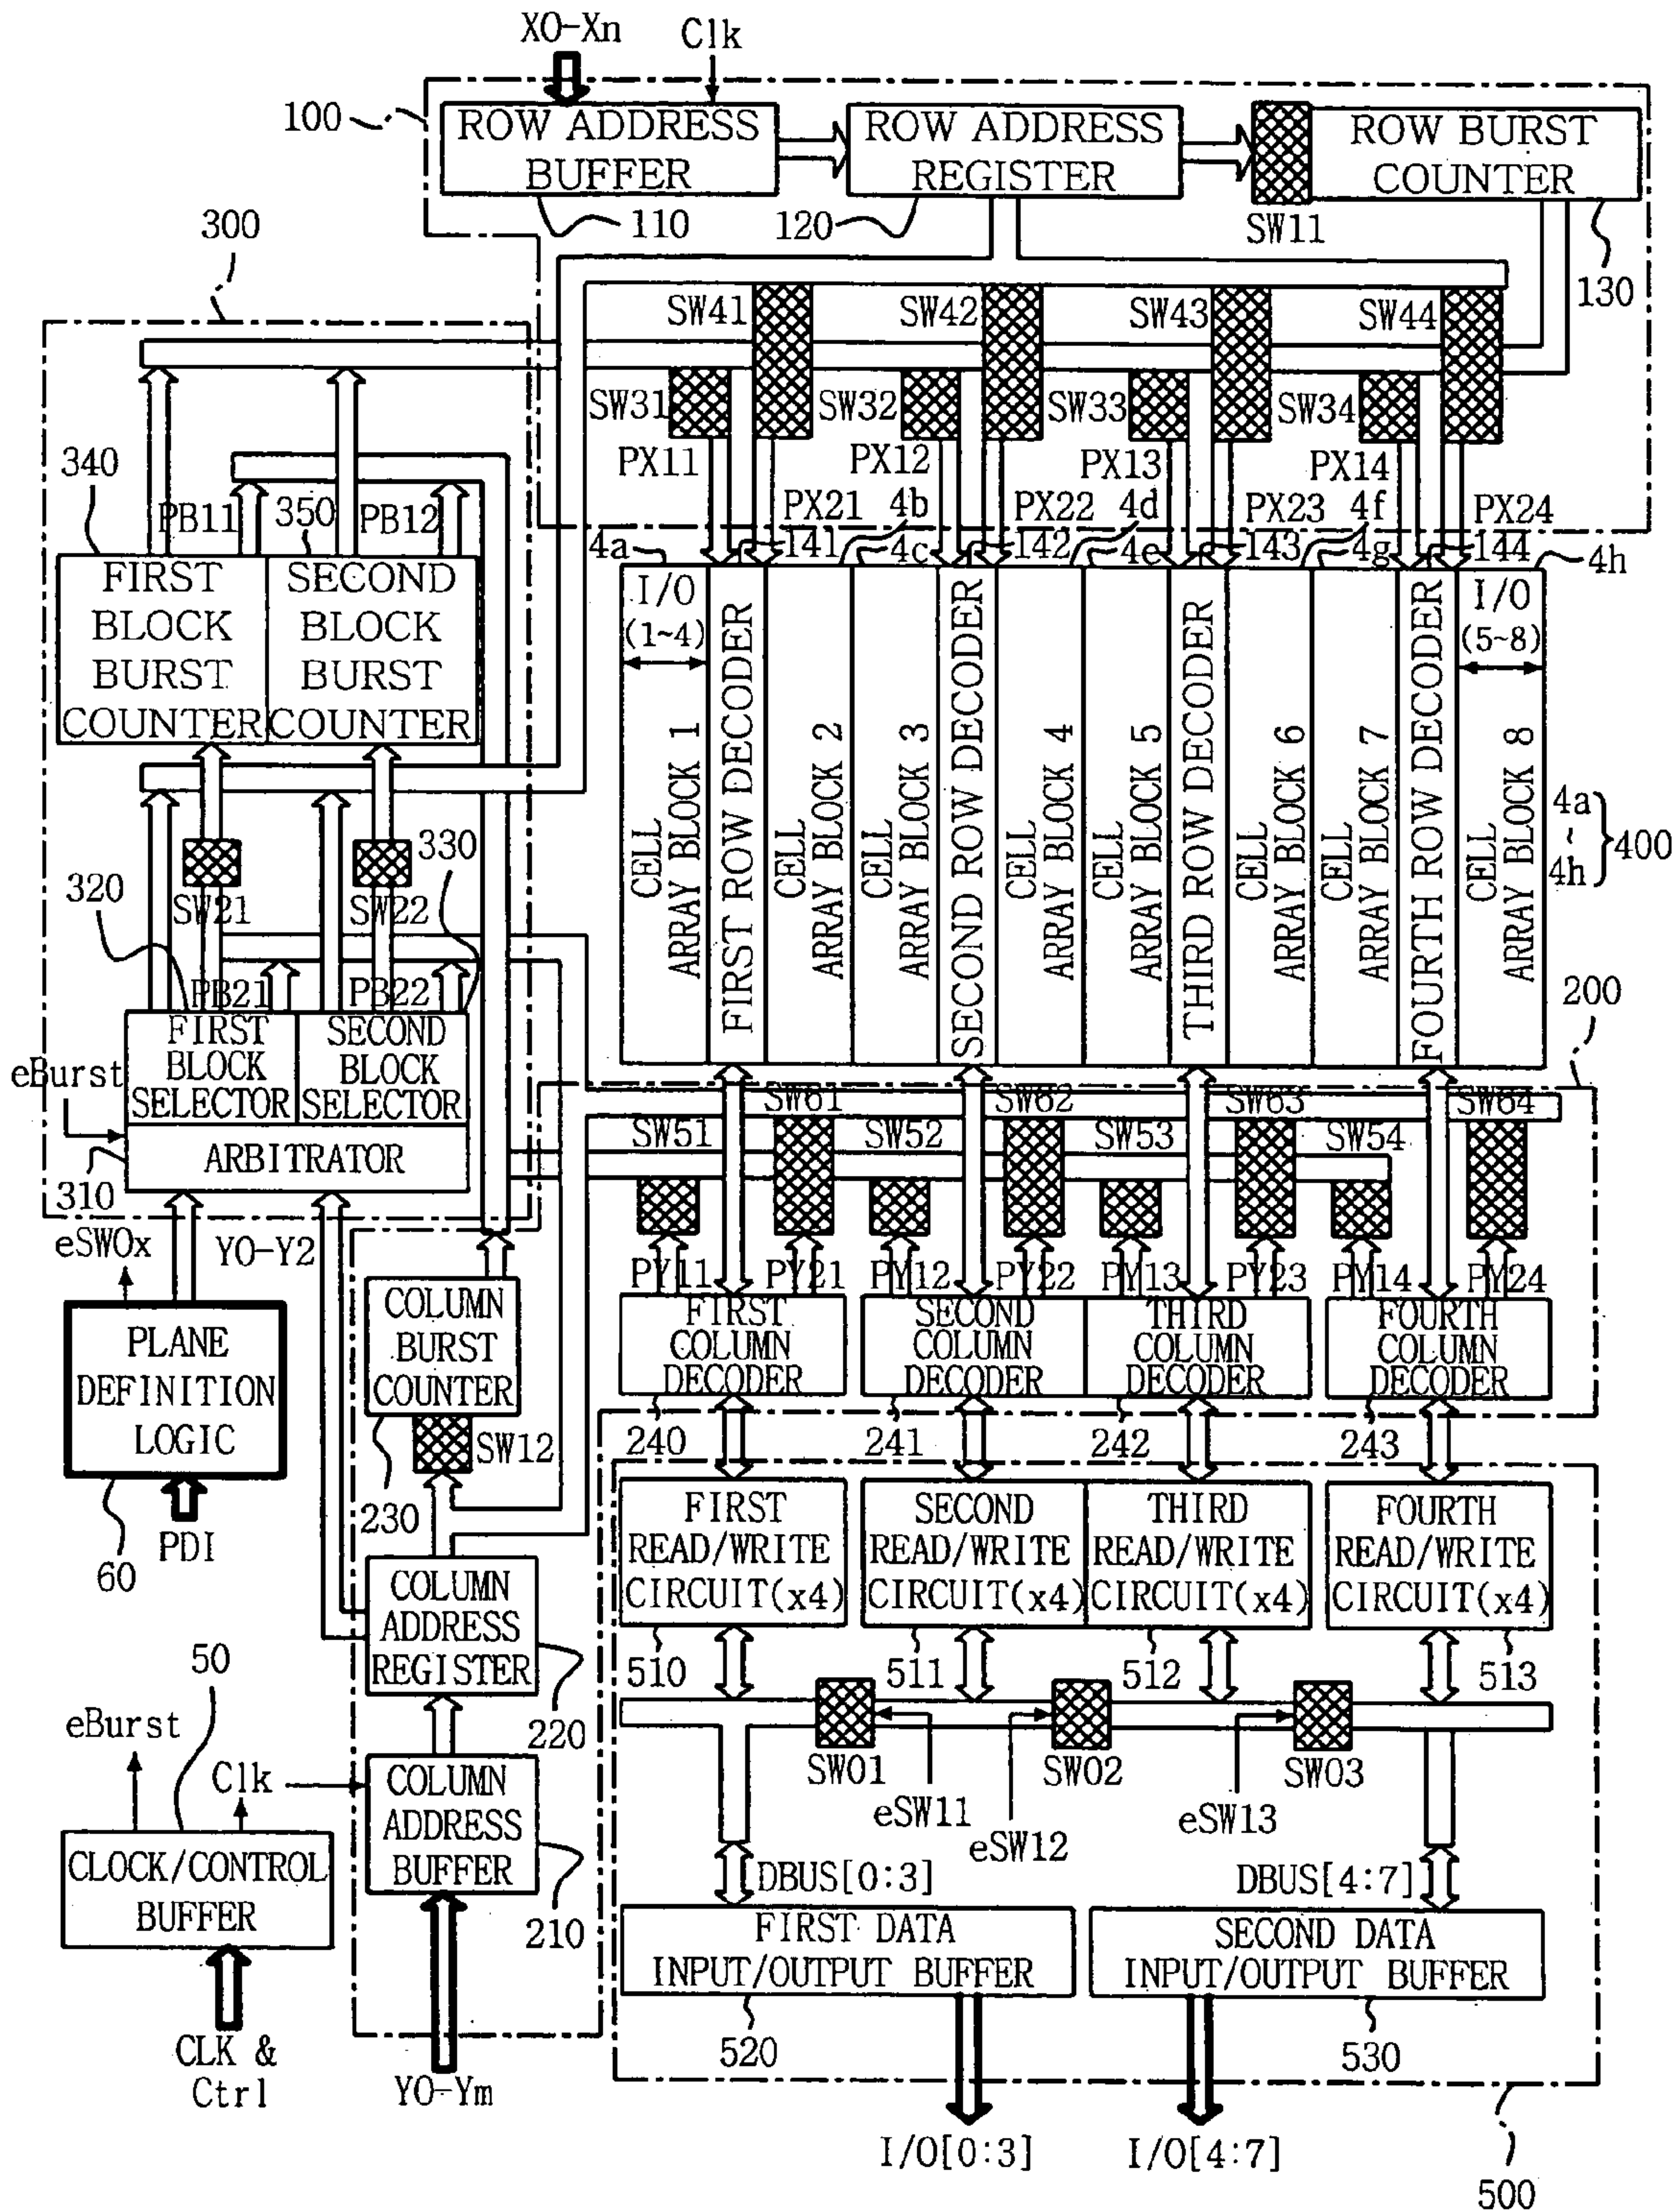 XO-Xn
Clk
100
ROW ADDRESS
BUFFER
ROW ADDRESS
REGISTER
ROW BURST
COUNTER
110
120
SW11
130
300
SW41
SW42
SW43
SW44
SW31
SW32
SW33
SW34
PX11
PX12
PX13
PX14
PX21
PX22
PX23
PX24
340
PB11
350
PB12
4a
141
4b
4c
142
4d
4e
143
4f
4g
144
4h
FIRST
BLOCK
BURST
COUNTER
SECOND
BLOCK
BURST
COUNTER
I/O
(1~4)
I/O
(5~8)
CELL
ARRAY BLOCK 1
FIRST ROW DECODER
CELL
ARRAY BLOCK 2
CELL
ARRAY BLOCK 3
SECOND ROW DECODER
CELL
ARRAY BLOCK 4
CELL
ARRAY BLOCK 5
THIRD ROW DECODER
CELL
ARRAY BLOCK 6
CELL
ARRAY BLOCK 7
FOURTH ROW DECODER
CELL
ARRAY BLOCK 8
4a
~
4h
400
320
SW21
SW22
330
PB21
PB22
200
FIRST
BLOCK
SELECTOR
SECOND
BLOCK
SELECTOR
eBurst
ARBITRATOR
310
SW61
SW62
SW63
SW64
SW51
SW52
SW53
SW54
eSWOx
YO-Y2
PY11
PY21
PY12
PY22
PY13
PY23
PY14
PY24
PLANE
DEFINITION
LOGIC
COLUMN
BURST
COUNTER
FIRST
COLUMN
DECODER
SECOND
COLUMN
DECODER
THIRD
COLUMN
DECODER
FOURTH
COLUMN
DECODER
SW12
240
241
242
243
60
PDI
230
FIRST
READ/WRITE
CIRCUIT(x4)
SECOND
READ/WRITE
CIRCUIT(x4)
THIRD
READ/WRITE
CIRCUIT(x4)
FOURTH
READ/WRITE
CIRCUIT(x4)
COLUMN
ADDRESS
REGISTER
220
510
511
512
513
50
eBurst
Clk
SW01
SW02
SW03
eSW11
eSW12
eSW13
COLUMN
ADDRESS
BUFFER
210
CLOCK/CONTROL
BUFFER
DBUS[0:3]
DBUS[4:7]
FIRST DATA
INPUT/OUTPUT BUFFER
SECOND DATA
INPUT/OUTPUT BUFFER
520
530
CLK &
Ctrl
YO-Ym
I/O[0:3]
I/O[4:7]
500